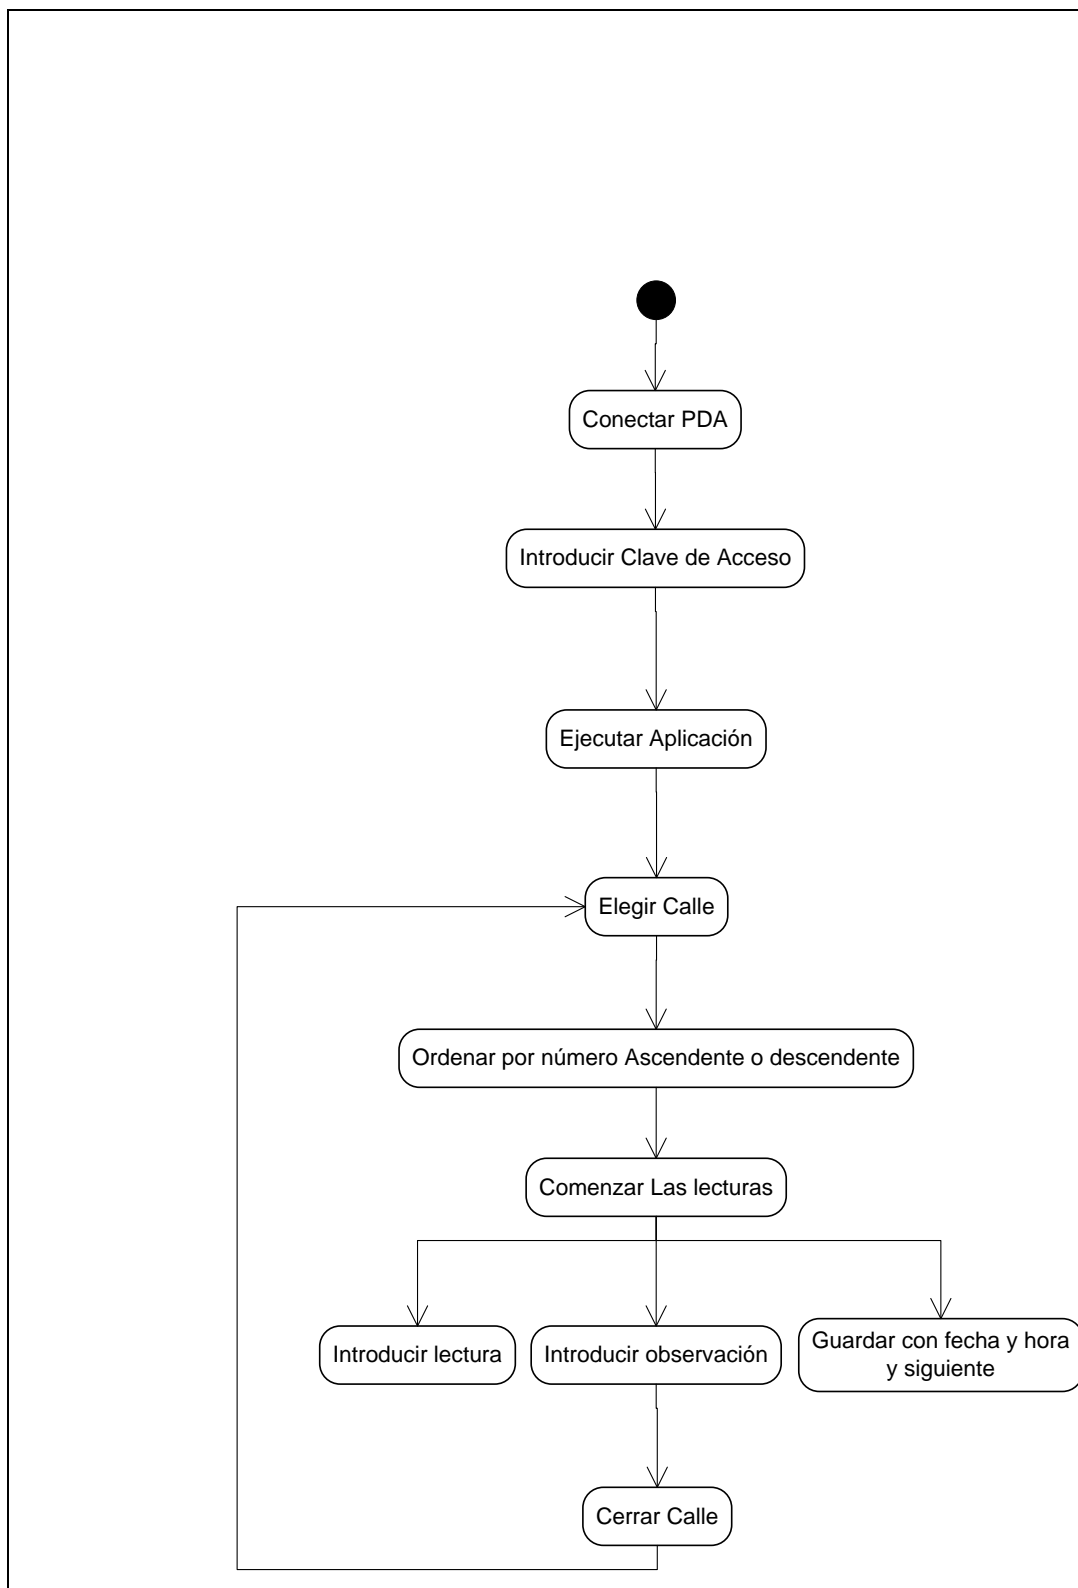 Conectar PDA
Introducir Clave de Acceso
Ejecutar Aplicación
Elegir Calle
Ordenar por número Ascendente o descendente
Comenzar Las lecturas
Introducir lectura
Introducir observación
Guardar con fecha y hora
y siguiente
Cerrar Calle